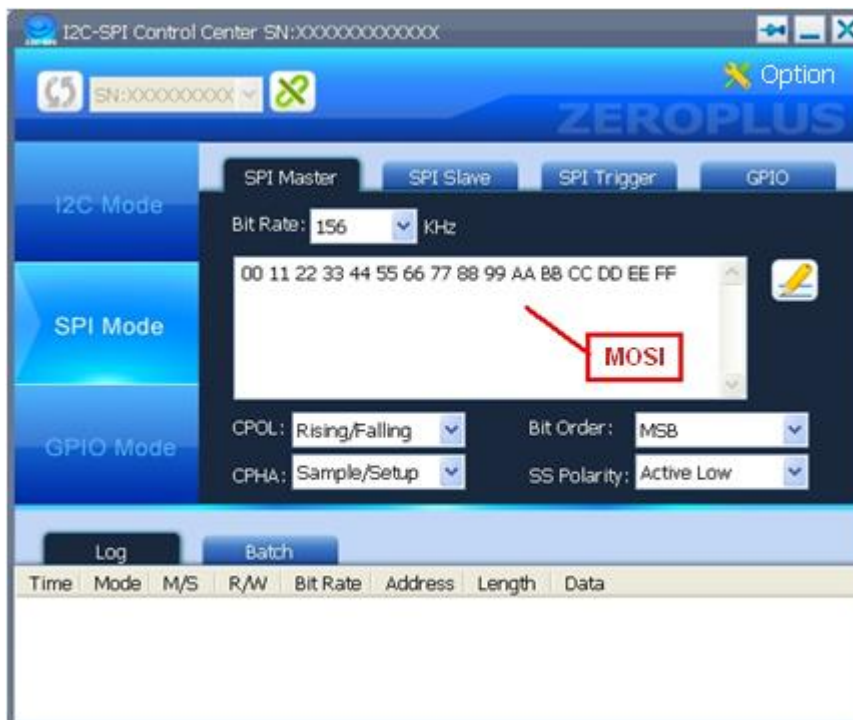 I2C-SPI Control Center SN:XXXXXXXXXXXXX
SN:XXXXXXXXXX
Option
ZEROPLUS
I2C Mode
SPI Mode
GPIO Mode
SPI Master SPI Slave SPI Trigger GPIO
Bit Rate: 156 KHz
00 11 22 33 44 55 66 77 88 99 AA BB CC DD EE FF
MOSI
CPOL: Rising/Falling Bit Order: MSB
CPHA: Sample/Setup SS Polarity: Active Low
Log Batch
Time Mode M/S R/W Bit Rate Address Length Data